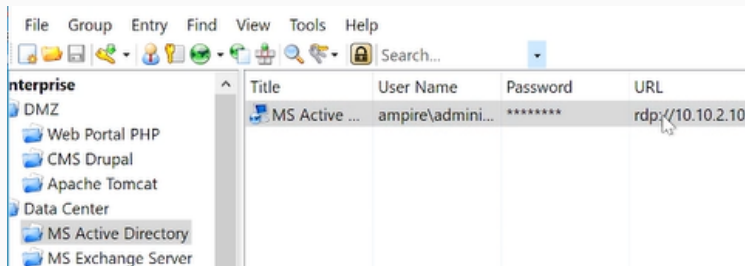 File Group Entry Find View Tools Help
Search...
nterprise
DMZ
Web Portal PHP
CMS Drupal
Apache Tomcat
Data Center
MS Active Directory
MS Exchange Server
Title User Name Password URL
MS Active ... ampire\admini... ******** rdp://10.10.2.10